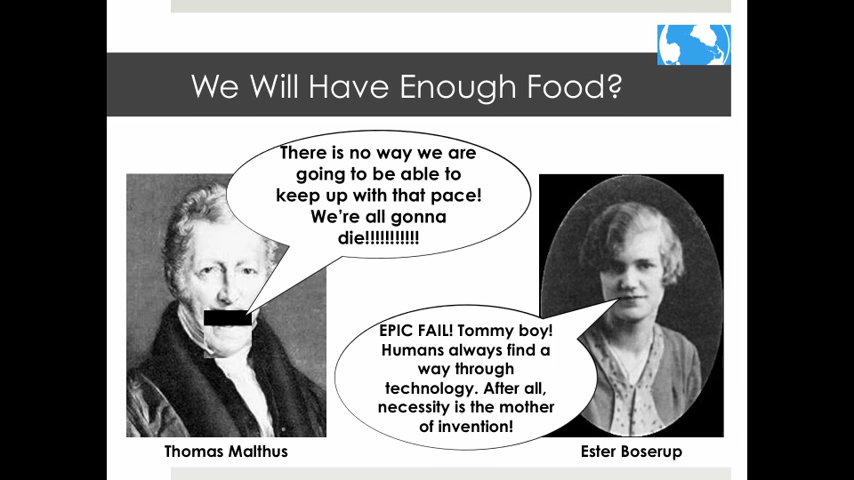 We Will Have Enough Food?
There is no way we are
going to be able to
keep up with that pace!
We're all gonna
die!!!!!!!!!!!
EPIC FAIL! Tommy boy!
Humans always find a
way through
technology. After all,
necessity is the mother
of invention!
Thomas Malthus
Ester Boserup